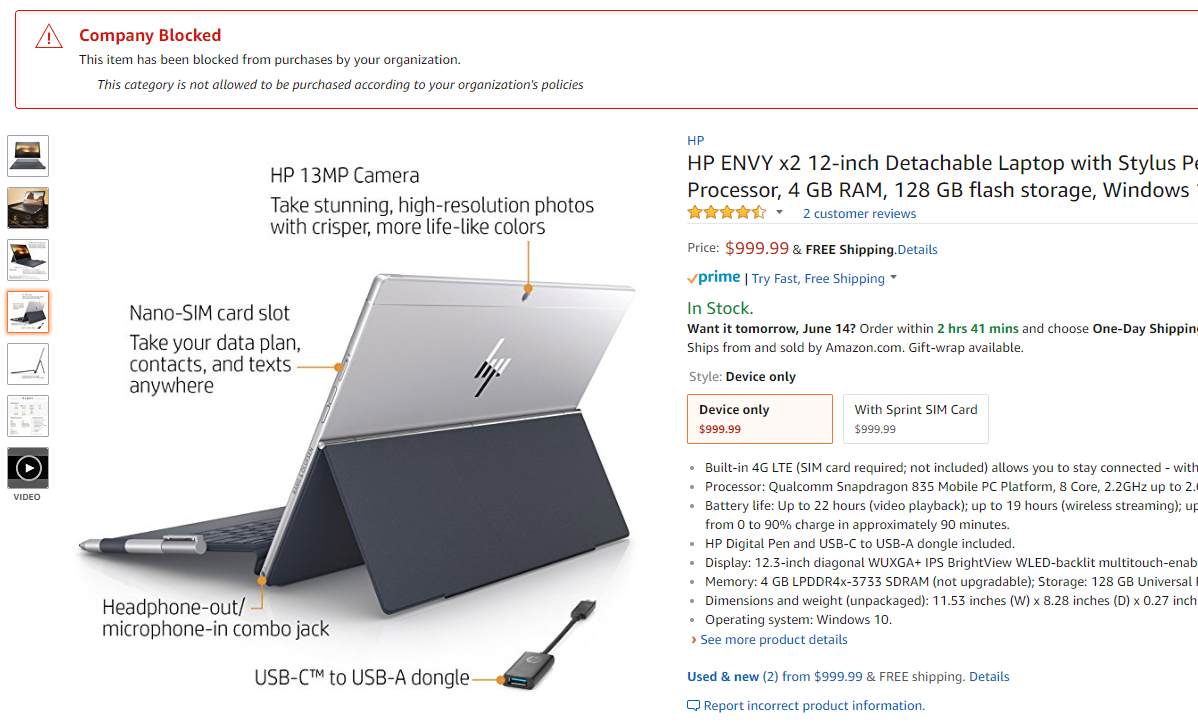 Company Blocked
This item has been blocked from purchases by your organization.
This category is not allowed to be purchased according to your organization's policies
HP 13MP Camera
Take stunning, high-resolution photos
with crisper, more life-like colors
Nano-SIM card slot
Take your data plan,
contacts, and texts
anywhere
hp
BANG & OLUFSEN
Headphone-out/
microphone-in combo jack
USB-C™ to USB-A dongle
VIDEO
HP
HP ENVY x2 12-inch Detachable Laptop with Stylus
Processor, 4 GB RAM, 128 GB flash storage, Windows
2 customer reviews
Price: $999.99 & FREE Shipping. Details
prime | Try Fast, Free Shipping
In Stock.
Want it tomorrow, June 14? Order within 2 hrs 41 mins and choose One-Day
Ships from and sold by Amazon.com. Gift-wrap available.
Style: Device only
Device only
$999.99
With Sprint SIM Card
$999.99
• Built-in 4G LTE (SIM card required; not included) allows you to stay connected - with
• Processor: Qualcomm Snapdragon 835 Mobile PC Platform, 8 Core, 2.2GHz up to
• Battery life: Up to 22 hours (video playback); up to 19 hours (wireless streaming); up
from 0 to 90% charge in approximately 90 minutes.
• HP Digital Pen and USB-C to USB-A dongle included.
• Display: 12.3-inch diagonal WUXGA+ IPS BrightView WLED-backlit
• Memory: 4 GB LPDDR4x-3733 SDRAM (not upgradable); Storage: 128 GB Universal
• Dimensions and weight (unpackaged): 11.53 inches (W) x 8.28 inches (D) x 0.27
• Operating system: Windows 10.
› See more product details
Used & new (2) from $999.99 & FREE shipping. Details
Report incorrect product information.